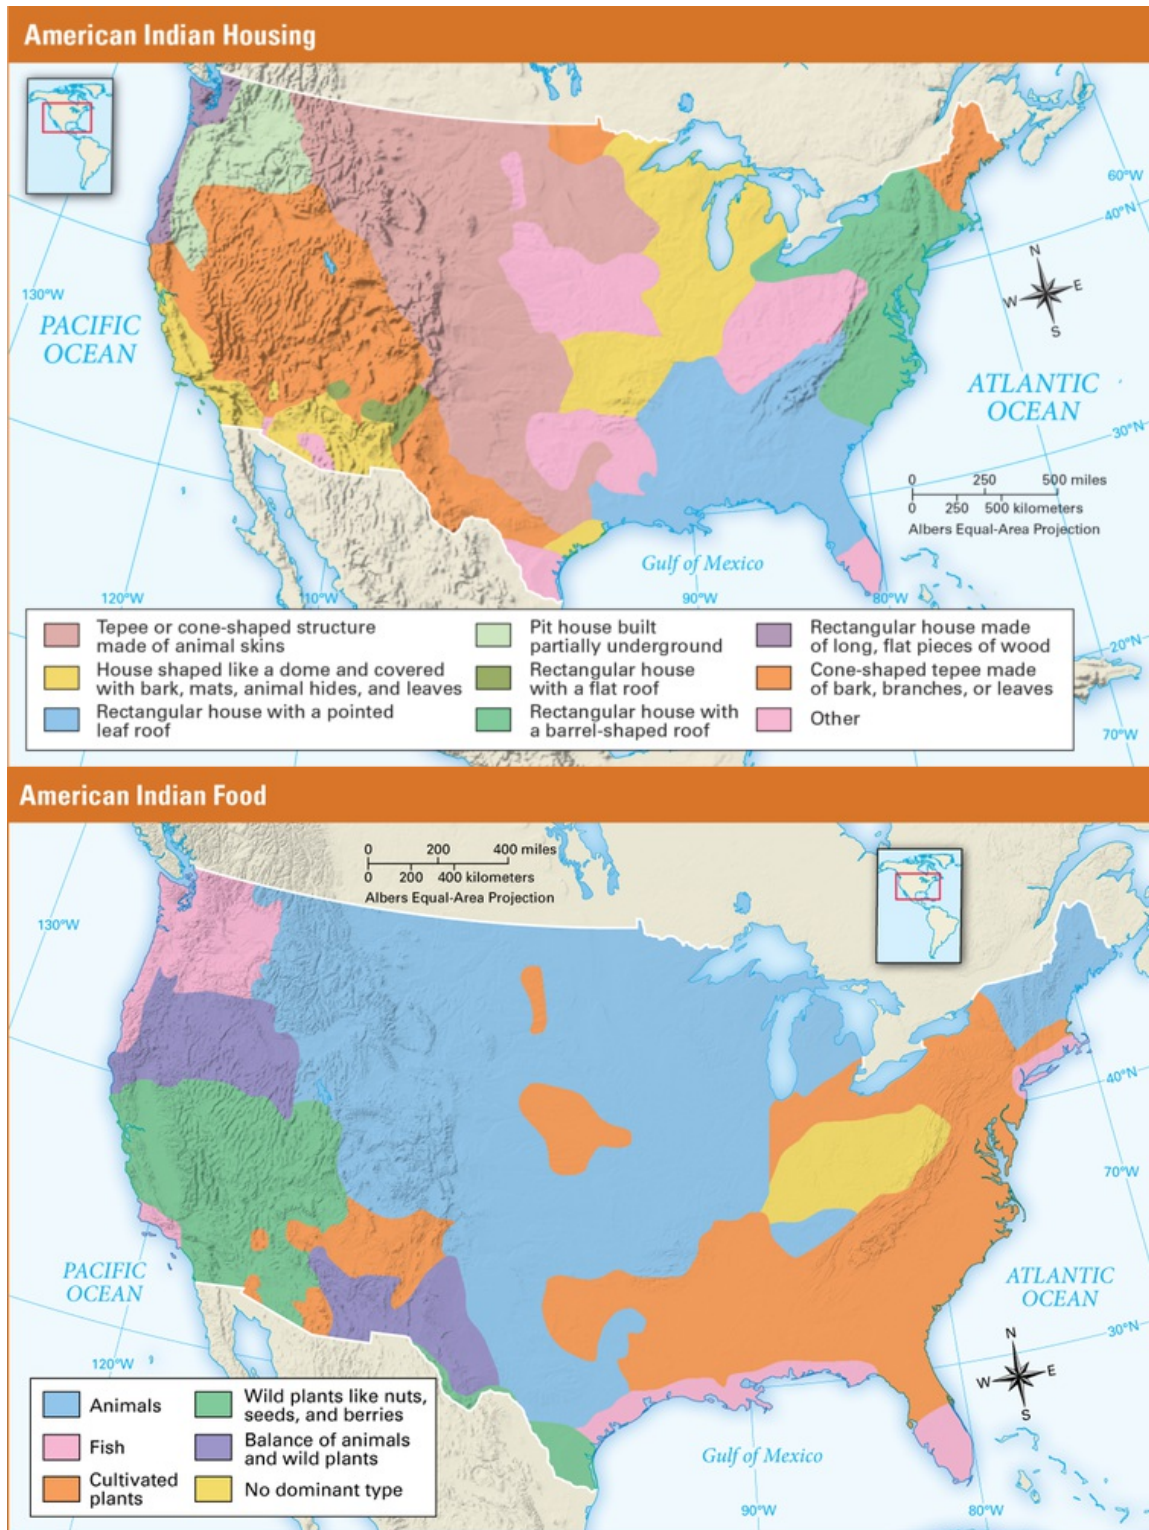 American Indian Housing
60°W
40°N
N
W
E
S
130°W
PACIFIC
OCEAN
ATLANTIC
OCEAN
30°N
0 250 500 miles
0 250 500 kilometers
Albers Equal-Area Projection
Gulf of Mexico
120°W
110°W
90°W
80°W
20°N
70°W
Tepee or cone-shaped structure
made of animal skins
House shaped like a dome and covered
with bark, mats, animal hides, and leaves
Rectangular house with a pointed
leaf roof
Pit house built
partially underground
Rectangular house
with a flat roof
Rectangular house with
a barrel-shaped roof
Rectangular house made
of long, flat pieces of wood
Cone-shaped tepee made
of bark, branches, or leaves
Other
American Indian Food
0 200 400 miles
0 200 400 kilometers
Albers Equal-Area Projection
130°W
40°N
70°W
PACIFIC
OCEAN
ATLANTIC
OCEAN
30°N
N
W
E
S
120°W
Gulf of Mexico
90°W
80°W
Animals
Fish
Cultivated
plants
Wild plants like nuts,
seeds, and berries
Balance of animals
and wild plants
No dominant type